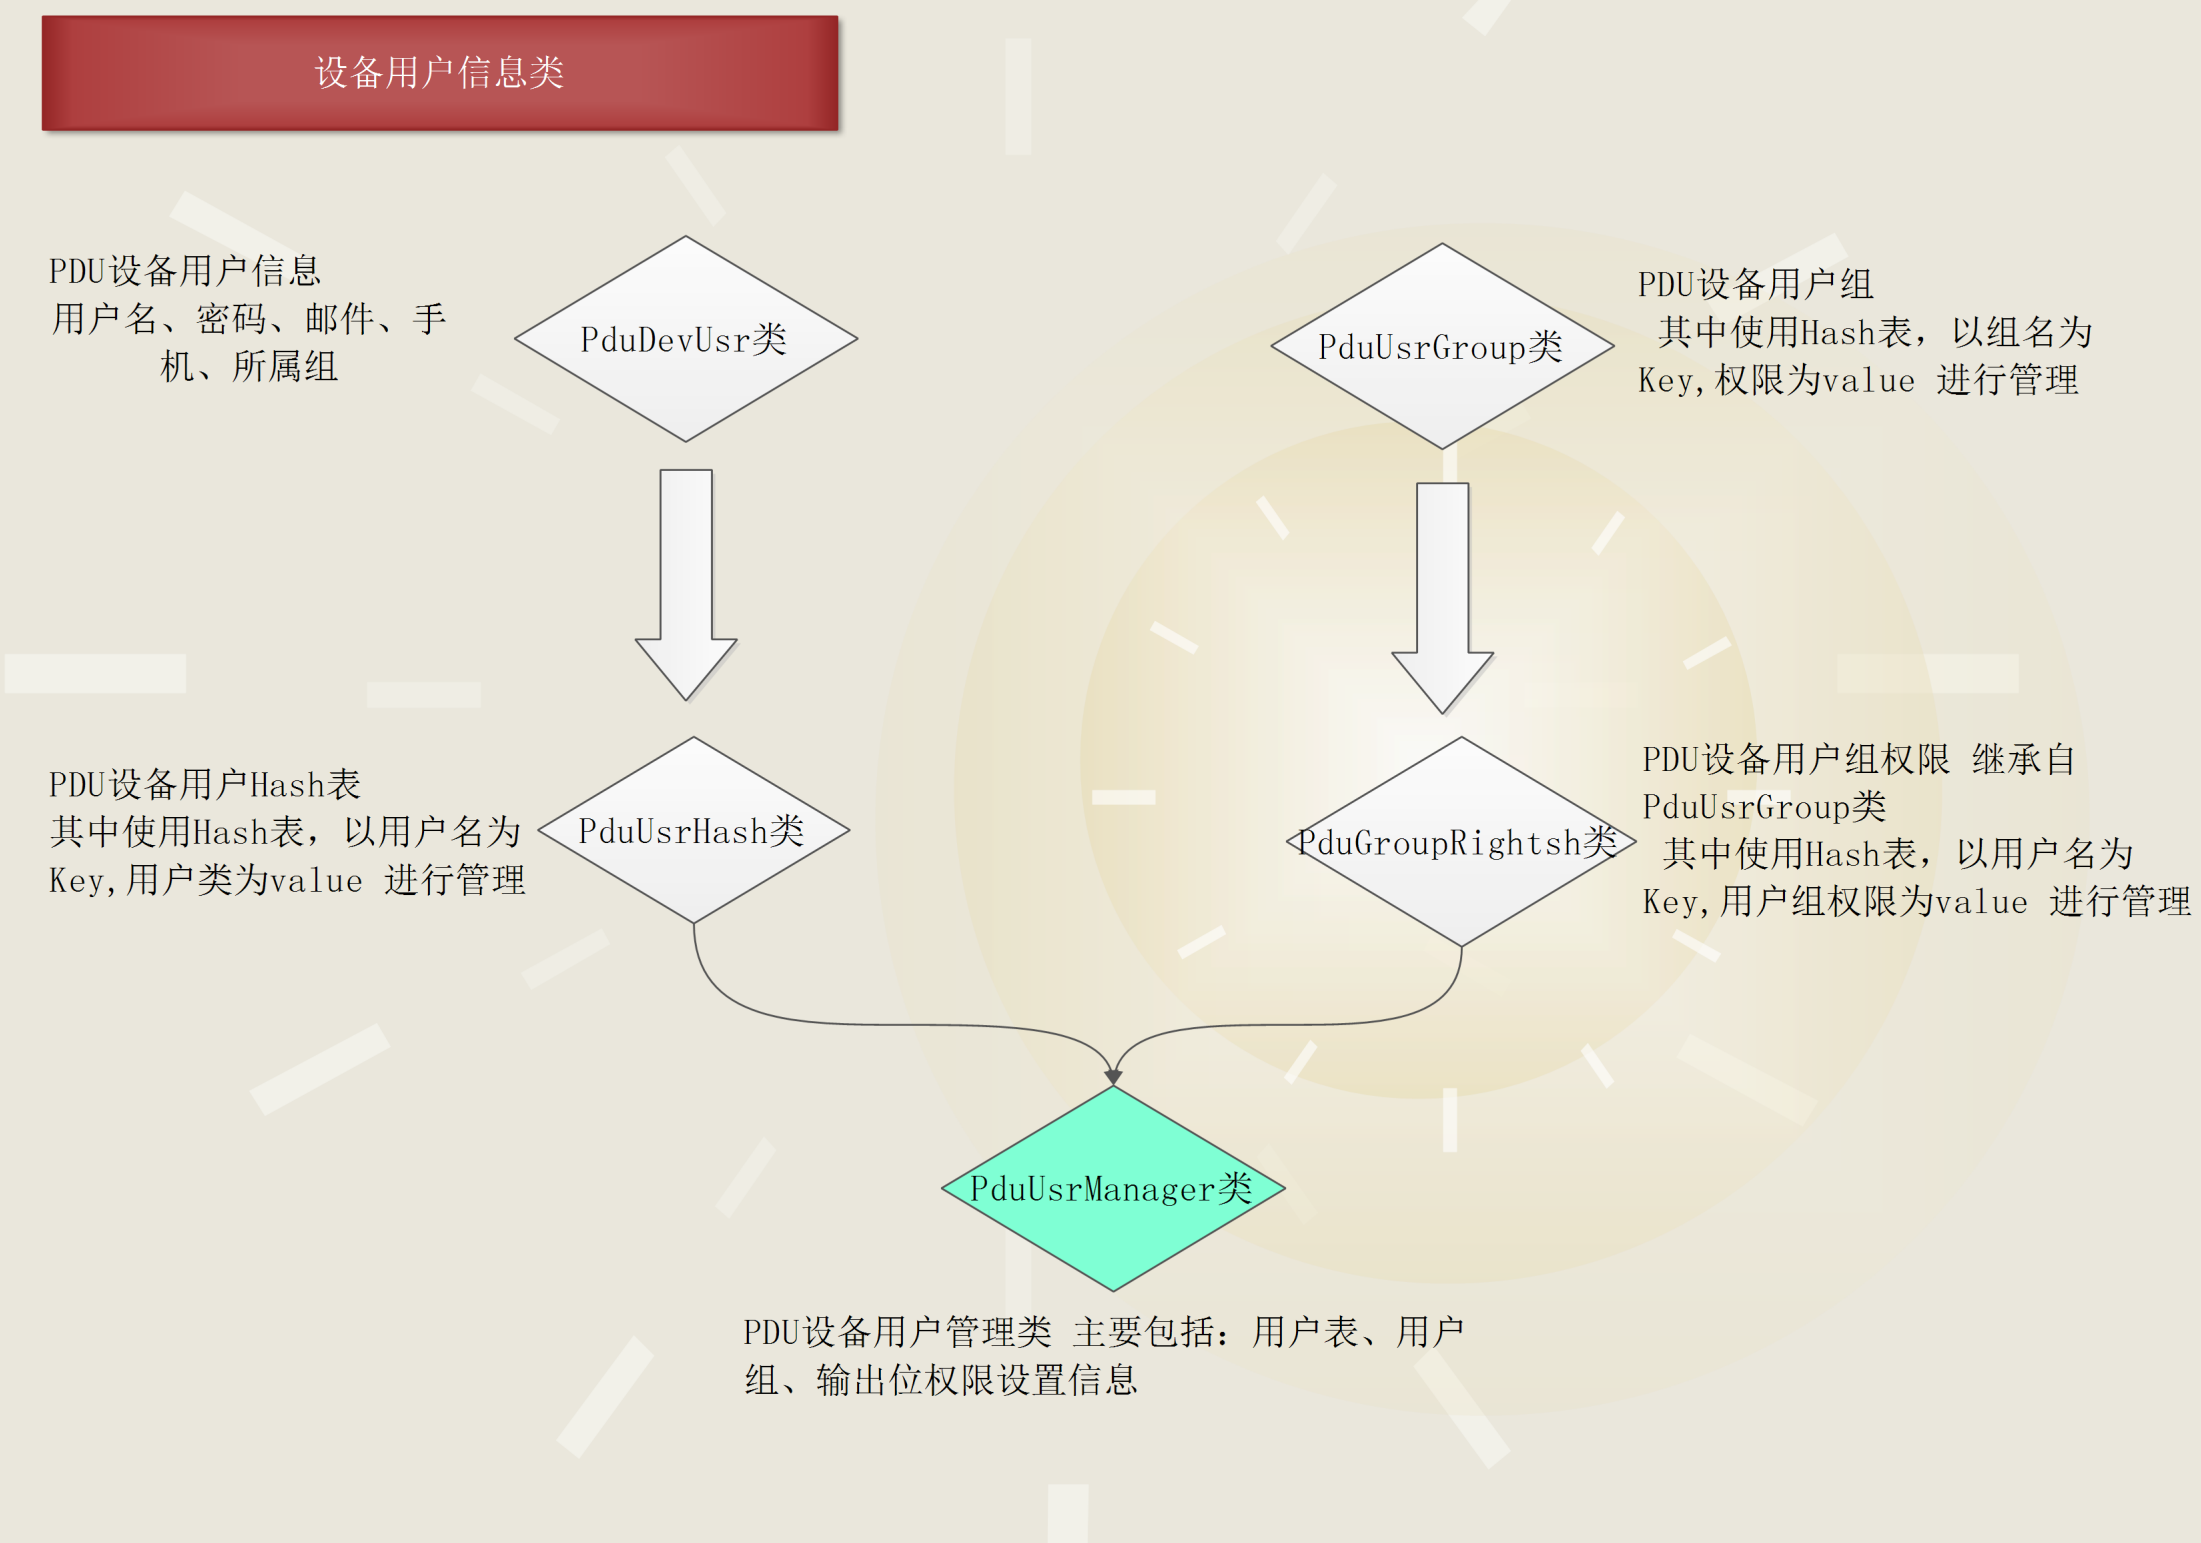 设备用户信息类
PDU设备用户信息
用户名、密码、邮件、手
机、所属组
PduDevUsr类
PduUsrGroup类
PDU设备用户组
其中使用Hash表，以组名为
Key,权限为value 进行管理
PDU设备用户Hash表
其中使用Hash表，以用户名为
Key,用户类为value 进行管理
PduUsrHash类
PduGroupRightsh类
PDU设备用户组权限 继承自
PduUsrGroup类
其中使用Hash表，以用户名为
Key,用户组权限为value 进行管理
PduUsrManager类
PDU设备用户管理类 主要包括：用户表、用户
组、输出位权限设置信息